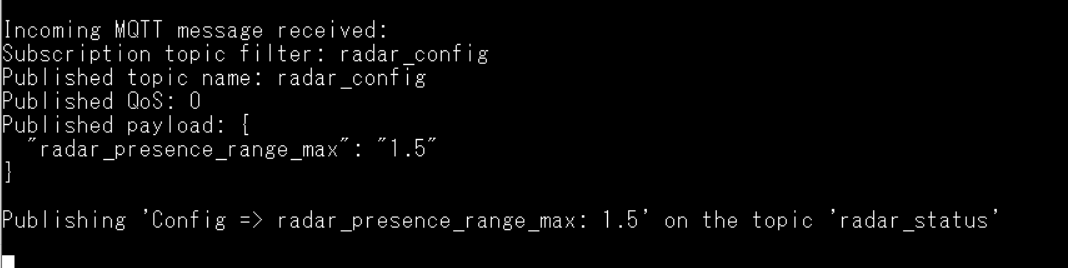 Incoming MQTT message received:
Subscription topic filter: radar_config
Published topic name: radar_config
Published QoS: 0
Published payload: {
  "radar_presence_range_max": "1.5"
}
Publishing 'Config => radar_presence_range_max: 1.5' on the topic 'radar_status'